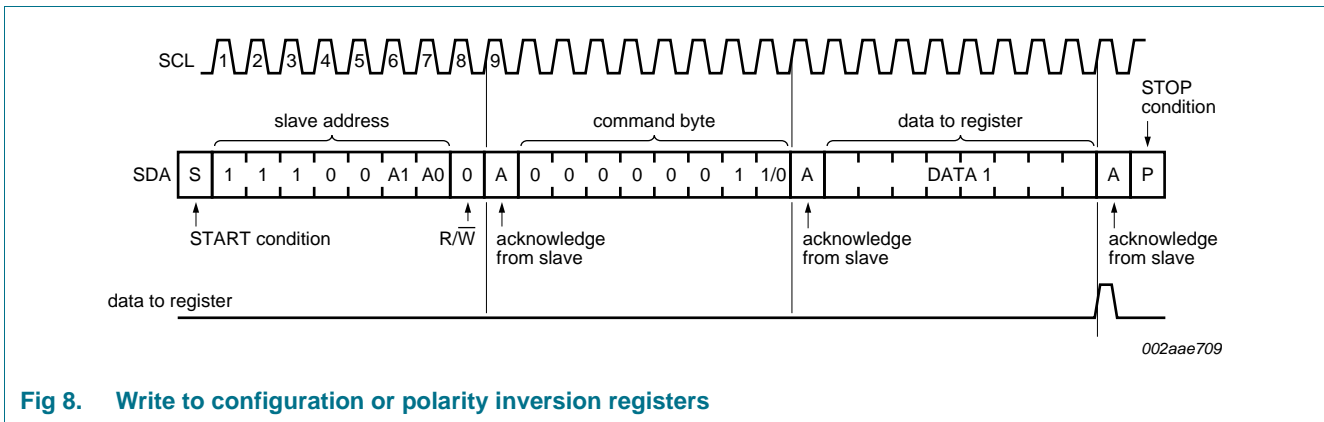 SCL 1 2 3 4 5 6 7 8 9
STOP
condition
slave address command byte data to register
SDA S 1 1 1 0 0 A1 A0 0 A 0 0 0 0 0 0 1 1/0 A DATA 1 A P
START condition R/W̅ acknowledge
from slave acknowledge
from slave acknowledge
from slave
data to register
002aae709
Fig 8. Write to configuration or polarity inversion registers